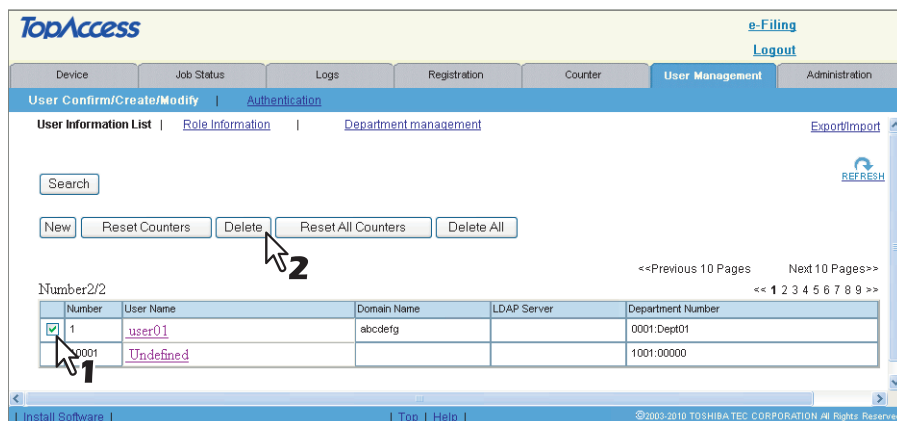 TopAccess
e-Filing
Logout
Device Job Status Logs Registration Counter User Management Administration
User Confirm/Create/Modify | Authentication
User Information List | Role Information | Department management Export/Import
REFRESH
Search
New Reset Counters Delete Reset All Counters Delete All
2
<<Previous 10 Pages Next 10 Pages>>
Number2/2 << 1 2 3 4 5 6 7 8 9 >>
Number User Name Domain Name LDAP Server Department Number
1 user01 abcdefg 0001:Dept01
0001 Undefined 1001:00000
1
| Install Software | | Top | Help | ©2003-2010 TOSHIBA TEC CORPORATION All Rights Reserve